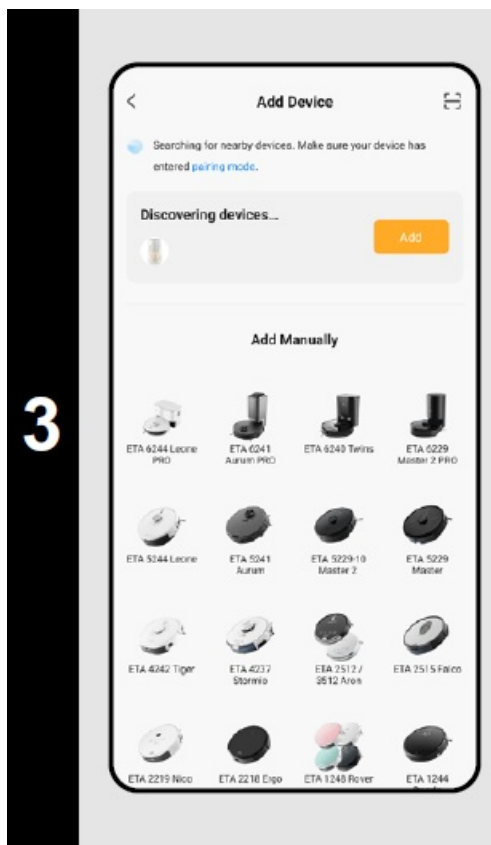 3
Add Device
Searching for nearby devices. Make sure your device has
entered pairing mode.
Discovering devices...
Add
Add Manually
ETA 6244 Leone
PRO
ETA 6241
Aurum PRO
ETA 6240 Twins
ETA 6229
Master 2 PRO
ETA 5244 Leone
ETA 5241
Aurum
ETA 5229-10
Master 2
ETA 5229
Master
ETA 4242 Tiger
ETA 4237
Stormio
ETA 2512 /
3512 Aron
ETA 2515 Falco
ETA 2219 Nico
ETA 2218 Ergo
ETA 1248 Rover
ETA 1244